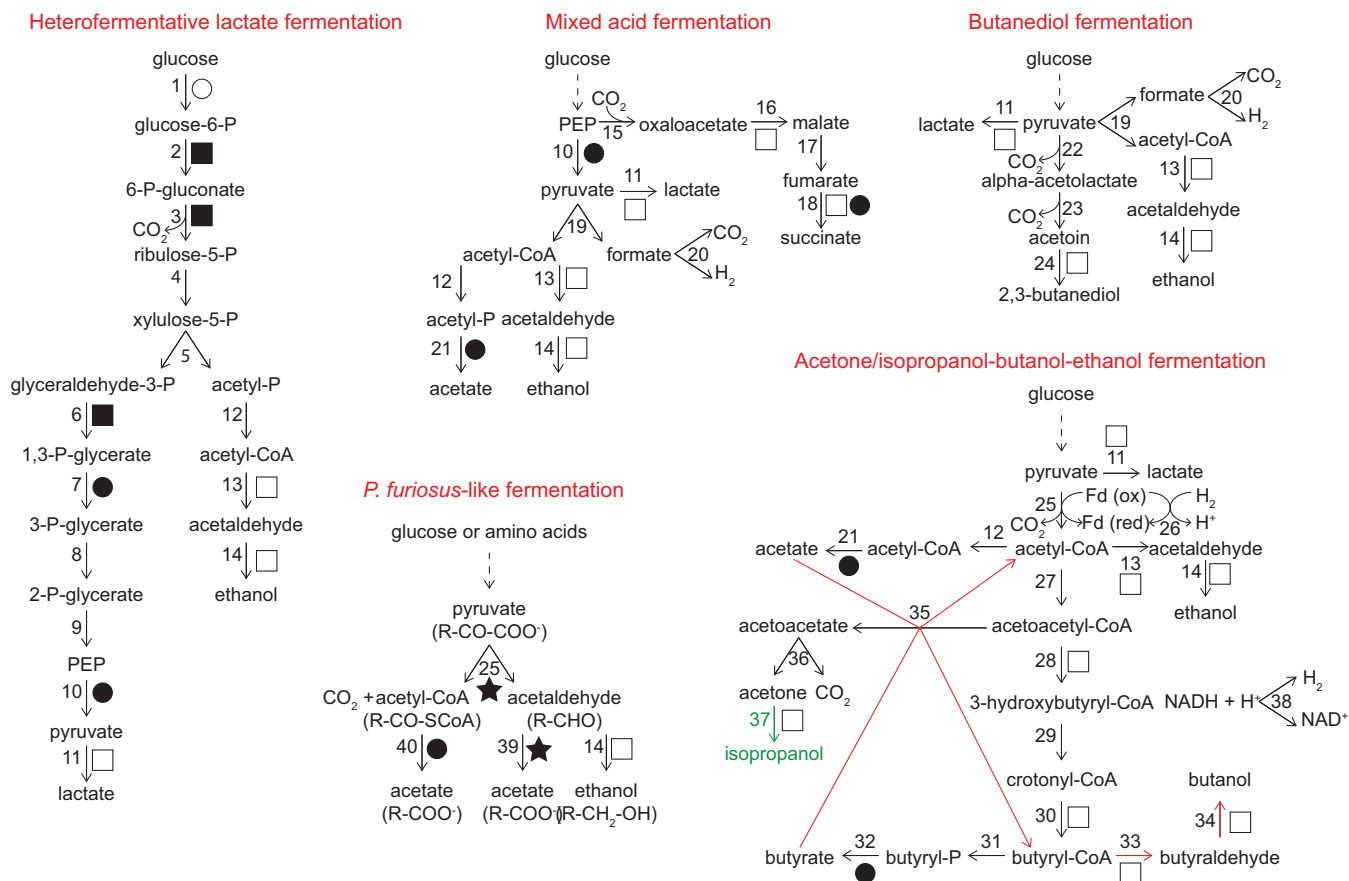 Heterofermentative lactate fermentation
glucose
1
glucose-6-P
2
6-P-gluconate
3
CO2
ribulose-5-P
4
xylulose-5-P
5
glyceraldehyde-3-P
acetyl-P
6
12
1,3-P-glycerate
acetyl-CoA
7
13
3-P-glycerate
acetaldehyde
8
14
2-P-glycerate
ethanol
9
PEP
10
pyruvate
11
lactate
Mixed acid fermentation
glucose
CO2
16
PEP
15
oxaloacetate
malate
10
17
pyruvate
11
lactate
fumarate
19
18
succinate
acetyl-CoA
formate
20
CO2
H2
12
13
acetyl-P
acetaldehyde
21
14
acetate
ethanol
Butanediol fermentation
glucose
formate
CO2
20
H2
lactate
11
pyruvate
19
CO2
22
acetyl-CoA
alpha-acetolactate
13
CO2
23
acetaldehyde
acetoin
24
14
2,3-butanediol
ethanol
P. furiosus-like fermentation
glucose or amino acids
pyruvate
(R-CO-COO-)
25
CO2 +acetyl-CoA
acetaldehyde
(R-CO-SCoA)
(R-CHO)
40
39
14
acetate
acetate
ethanol
(R-COO-)
(R-COO-)
(R-CH2-OH)
Acetone/isopropanol-butanol-ethanol fermentation
glucose
pyruvate
11
lactate
25
Fd (ox)
H2
CO2
Fd (red)
26
H+
acetate
21
acetyl-CoA
12
acetyl-CoA
13
acetaldehyde
27
14
ethanol
acetoacetate
35
acetoacetyl-CoA
36
28
acetone
CO2
3-hydroxybutyryl-CoA
NADH + H+
38
H2
NAD+
37
29
isopropanol
crotonyl-CoA
butanol
30
34
butyrate
32
butyryl-P
31
butyryl-CoA
33
butyraldehyde